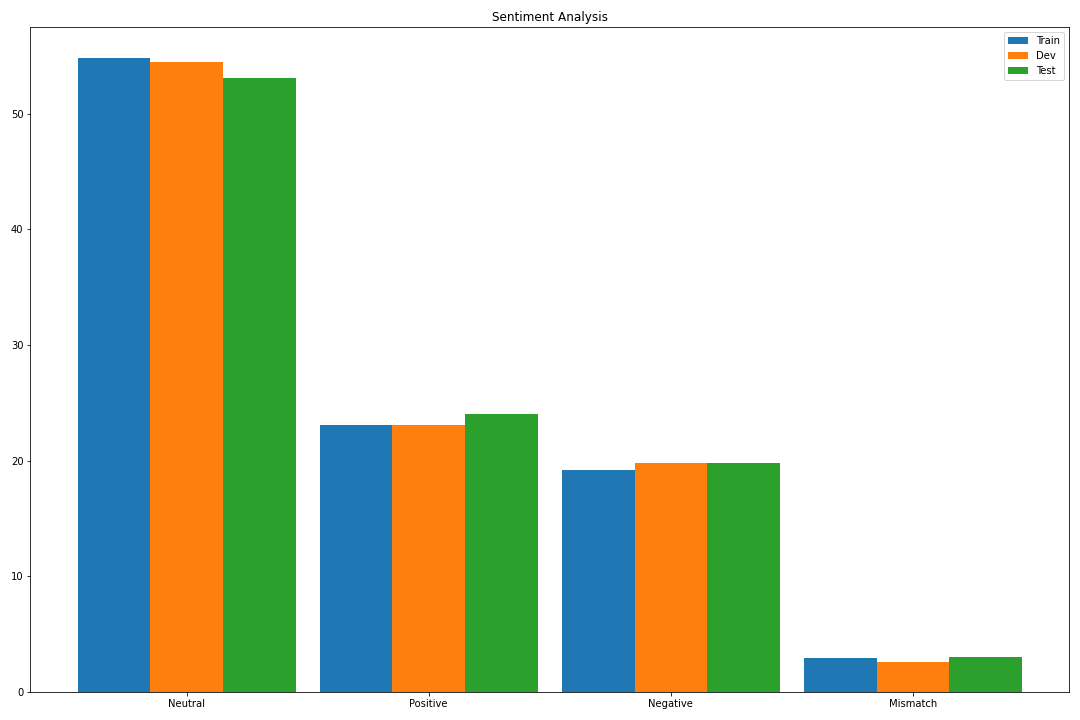 Sentiment Analysis
Train
Dev
Test
50
40
30
20
10
0
Neutral Positive Negative Mismatch